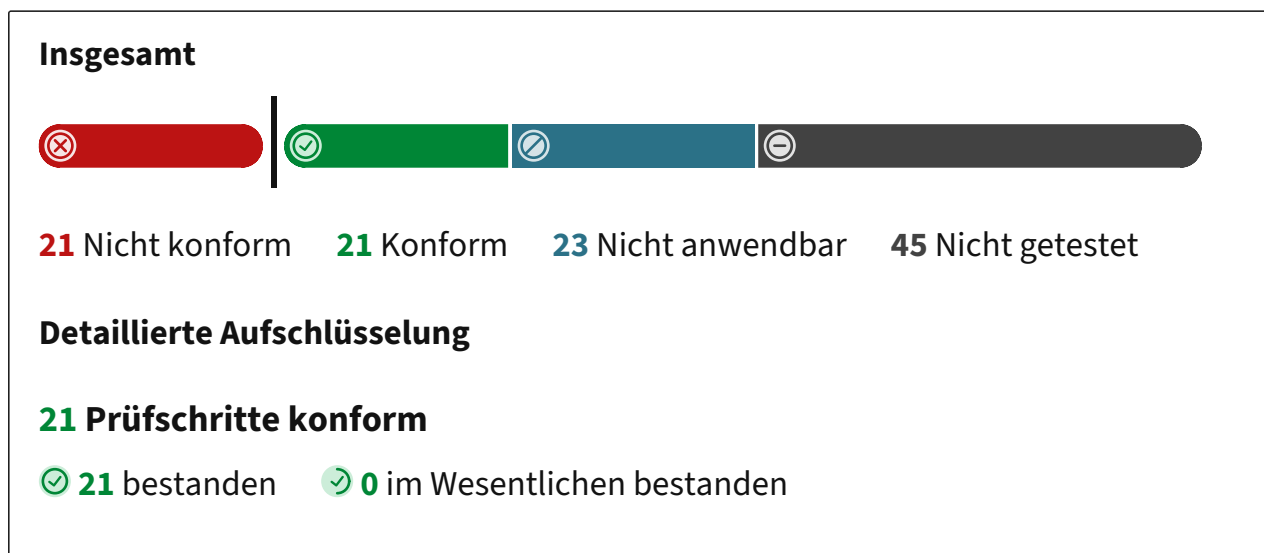 Insgesamt
21 Nicht konform 21 Konform 23 Nicht anwendbar 45 Nicht getestet
Detaillierte Aufschlüsselung
21 Prüfschritte konform
21 bestanden 0 im Wesentlichen bestanden